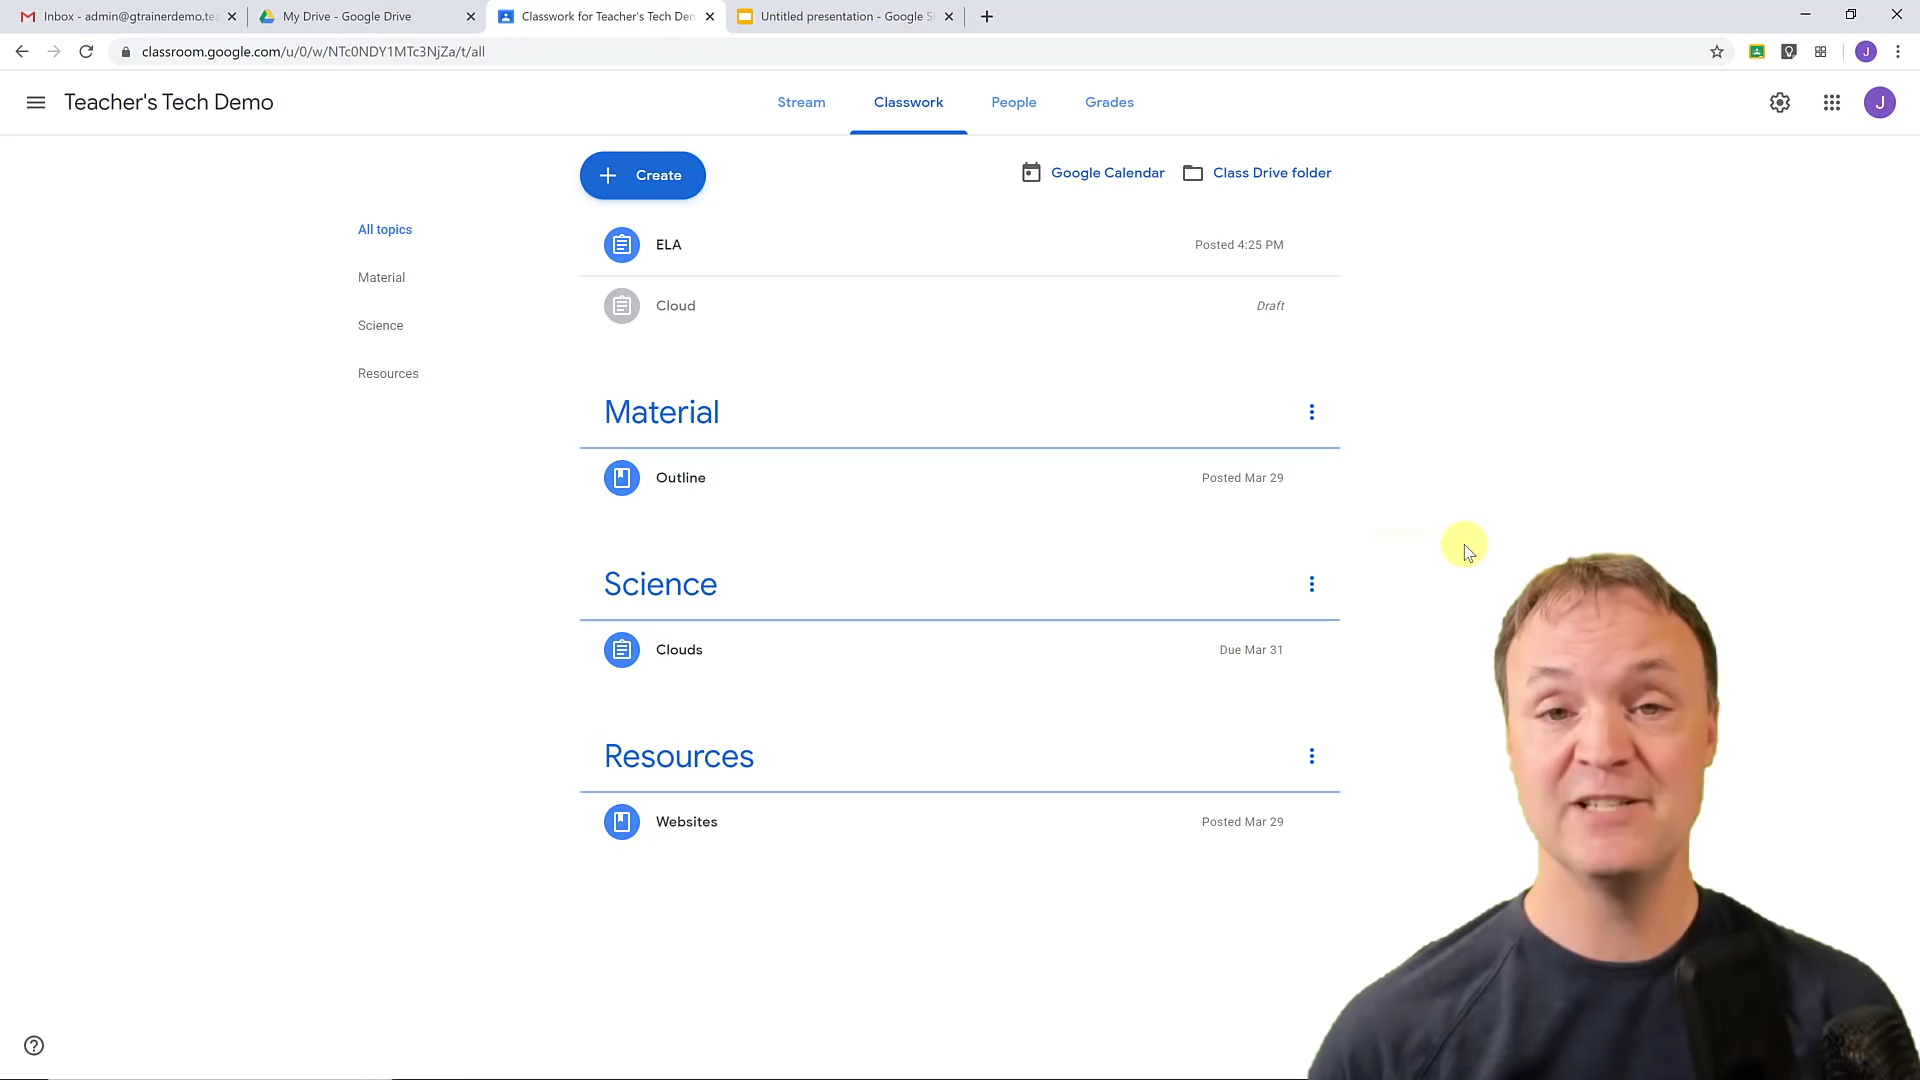 Inbox - admin@gtrainerdemo.te
My Drive - Google Drive
Classwork for Teacher's Tech Dem
Untitled presentation - Google S
classroom.google.com/u/0/w/NTc0NDY1MTc3NjZa/t/all
J
Teacher's Tech Demo
Stream
Classwork
People
Grades
J
Create
Google Calendar
Class Drive folder
All topics
Material
Science
Resources
ELA
Posted 4:25 PM
Cloud
Draft
Material
Outline
Posted Mar 29
Science
Clouds
Due Mar 31
Resources
Websites
Posted Mar 29